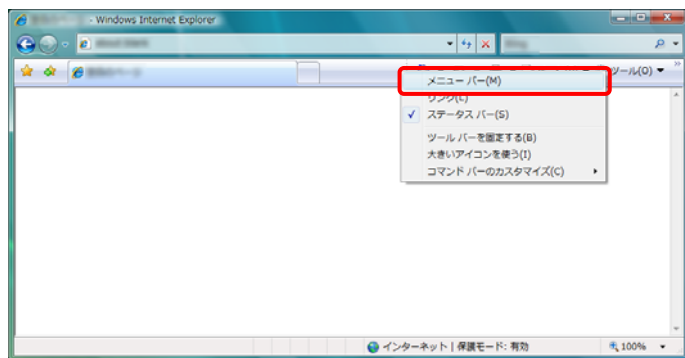 - Windows Internet Explorer
ツール(O)
メニュー バー(M)
リンク(L)
✓ ステータス バー(S)
ツール バーを固定する(B)
大きいアイコンを使う(I)
コマンド バーのカスタマイズ(C)
インターネット | 保護モード: 有効
100%